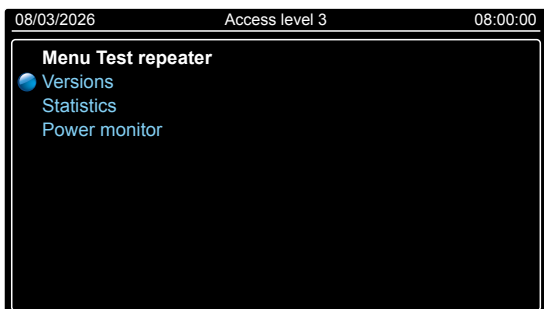 08/03/2026 Access level 3 08:00:00
Menu Test repeater
Versions
Statistics
Power monitor